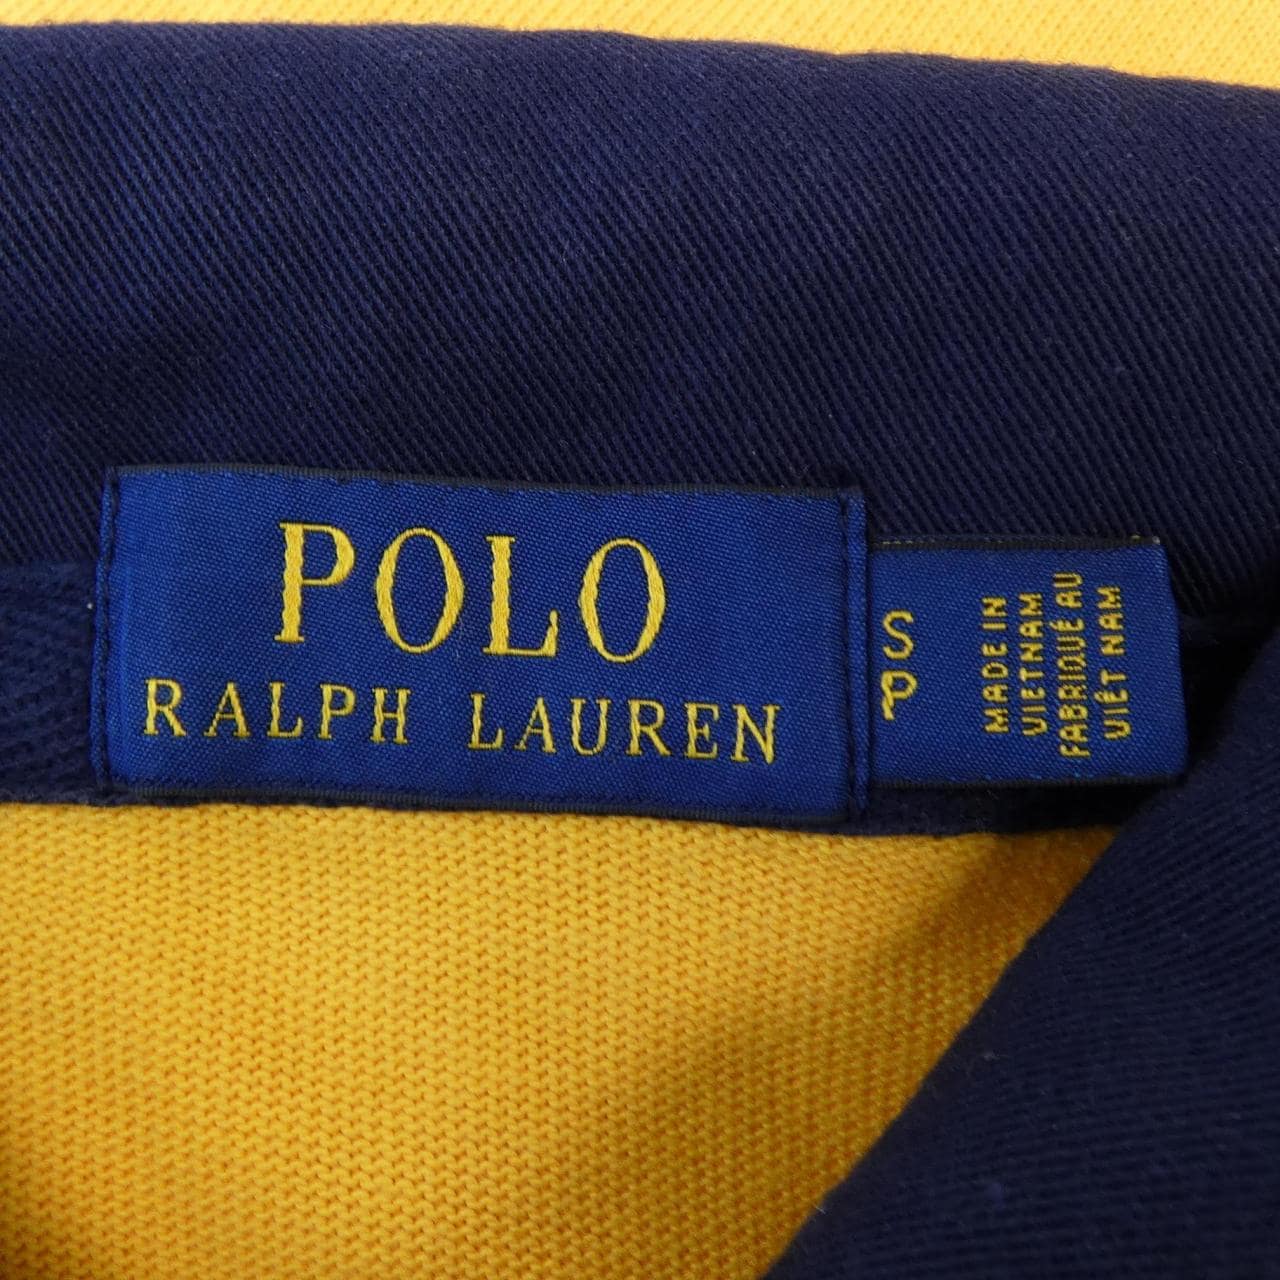 POLO
RALPH LAUREN
S
P
MADE IN
VIETNAM
FABRIQUÉ AU
VIÊT NAM